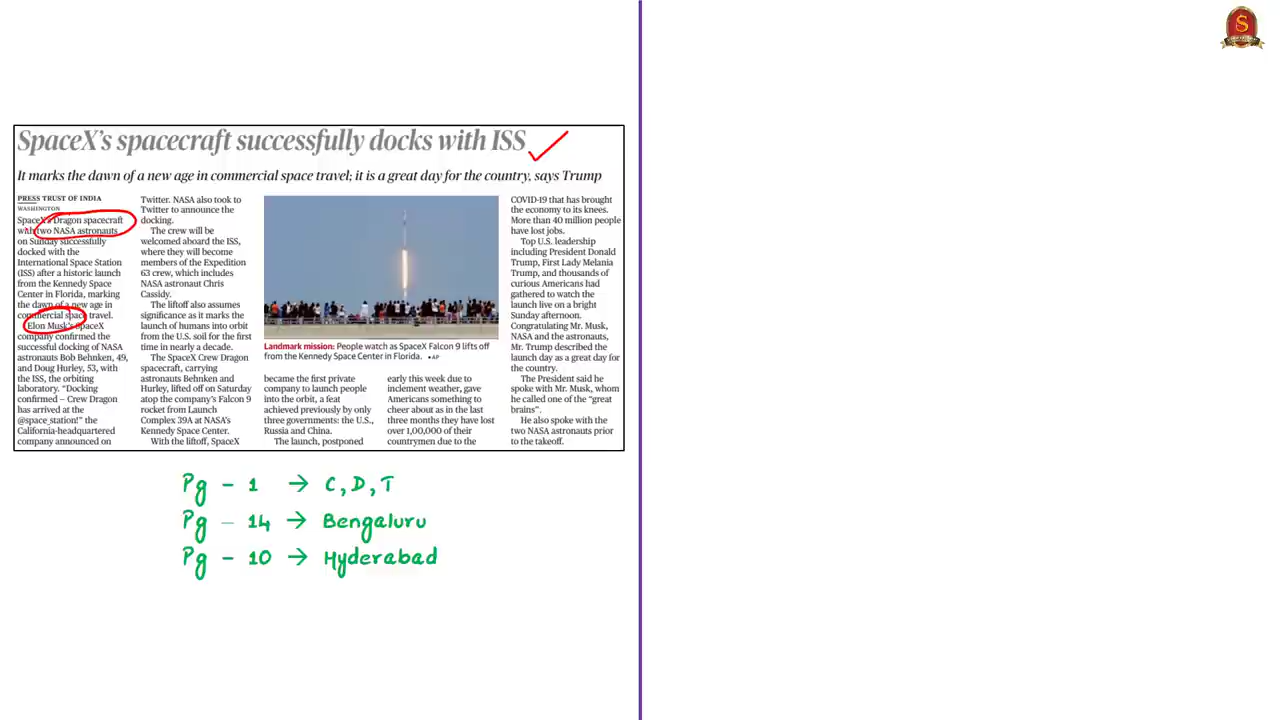 SpaceX's spacecraft successfully docks with ISS
It marks the dawn of a new age in commercial space travel; it is a great day for the country, says Trump
PRESS TRUST OF INDIA
WASHINGTON
SpaceX's Dragon spacecraft
with two NASA astronauts
on Sunday successfully
docked with the
International Space Station
(ISS) after a historic launch
from the Kennedy Space
Center in Florida, marking
the dawn of a new age in
commercial space travel.
Elon Musk's SpaceX
company confirmed the
successful docking of NASA
astronauts Bob Behnken, 49,
and Doug Hurley, 53, with
the ISS, the orbiting
laboratory. “Docking
confirmed – Crew Dragon
has arrived at the
@space_station!” the
California-headquartered
company announced on
Twitter. NASA also took to
Twitter to announce the
docking.
The crew will be
welcomed aboard the ISS,
where they will become
members of the Expedition
63 crew, which includes
NASA astronaut Chris
Cassidy.
The liftoff also assumes
significance as it marks the
launch of humans into orbit
from the U.S. soil for the first
time in nearly a decade.
The SpaceX Crew Dragon
spacecraft, carrying
astronauts Behnken and
Hurley, lifted off on Saturday
atop the company's Falcon 9
rocket from Launch
Complex 39A at NASA's
Kennedy Space Center.
With the liftoff, SpaceX
Landmark mission: People watch as SpaceX Falcon 9 lifts off
from the Kennedy Space Center in Florida. •AP
became the first private
company to launch people
into the orbit, a feat
achieved previously by only
three governments: the U.S.,
Russia and China.
The launch, postponed
early this week due to
inclement weather, gave
Americans something to
cheer about as in the last
three months they have lost
over 1,00,000 of their
countrymen due to the
COVID-19 that has brought
the economy to its knees.
More than 40 million people
have lost jobs.
Top U.S. leadership
including President Donald
Trump, First Lady Melania
Trump, and thousands of
curious Americans had
gathered to watch the
launch live on a bright
Sunday afternoon.
Congratulating Mr. Musk,
NASA and the astronauts,
Mr. Trump described the
launch day as a great day for
the country.
The President said he
spoke with Mr. Musk, whom
he called one of the “great
brains”.
He also spoke with the
two NASA astronauts prior
to the takeoff.
Pg - 1 → C, D, T
Pg - 14 → Bengaluru
Pg - 10 → Hyderabad
S